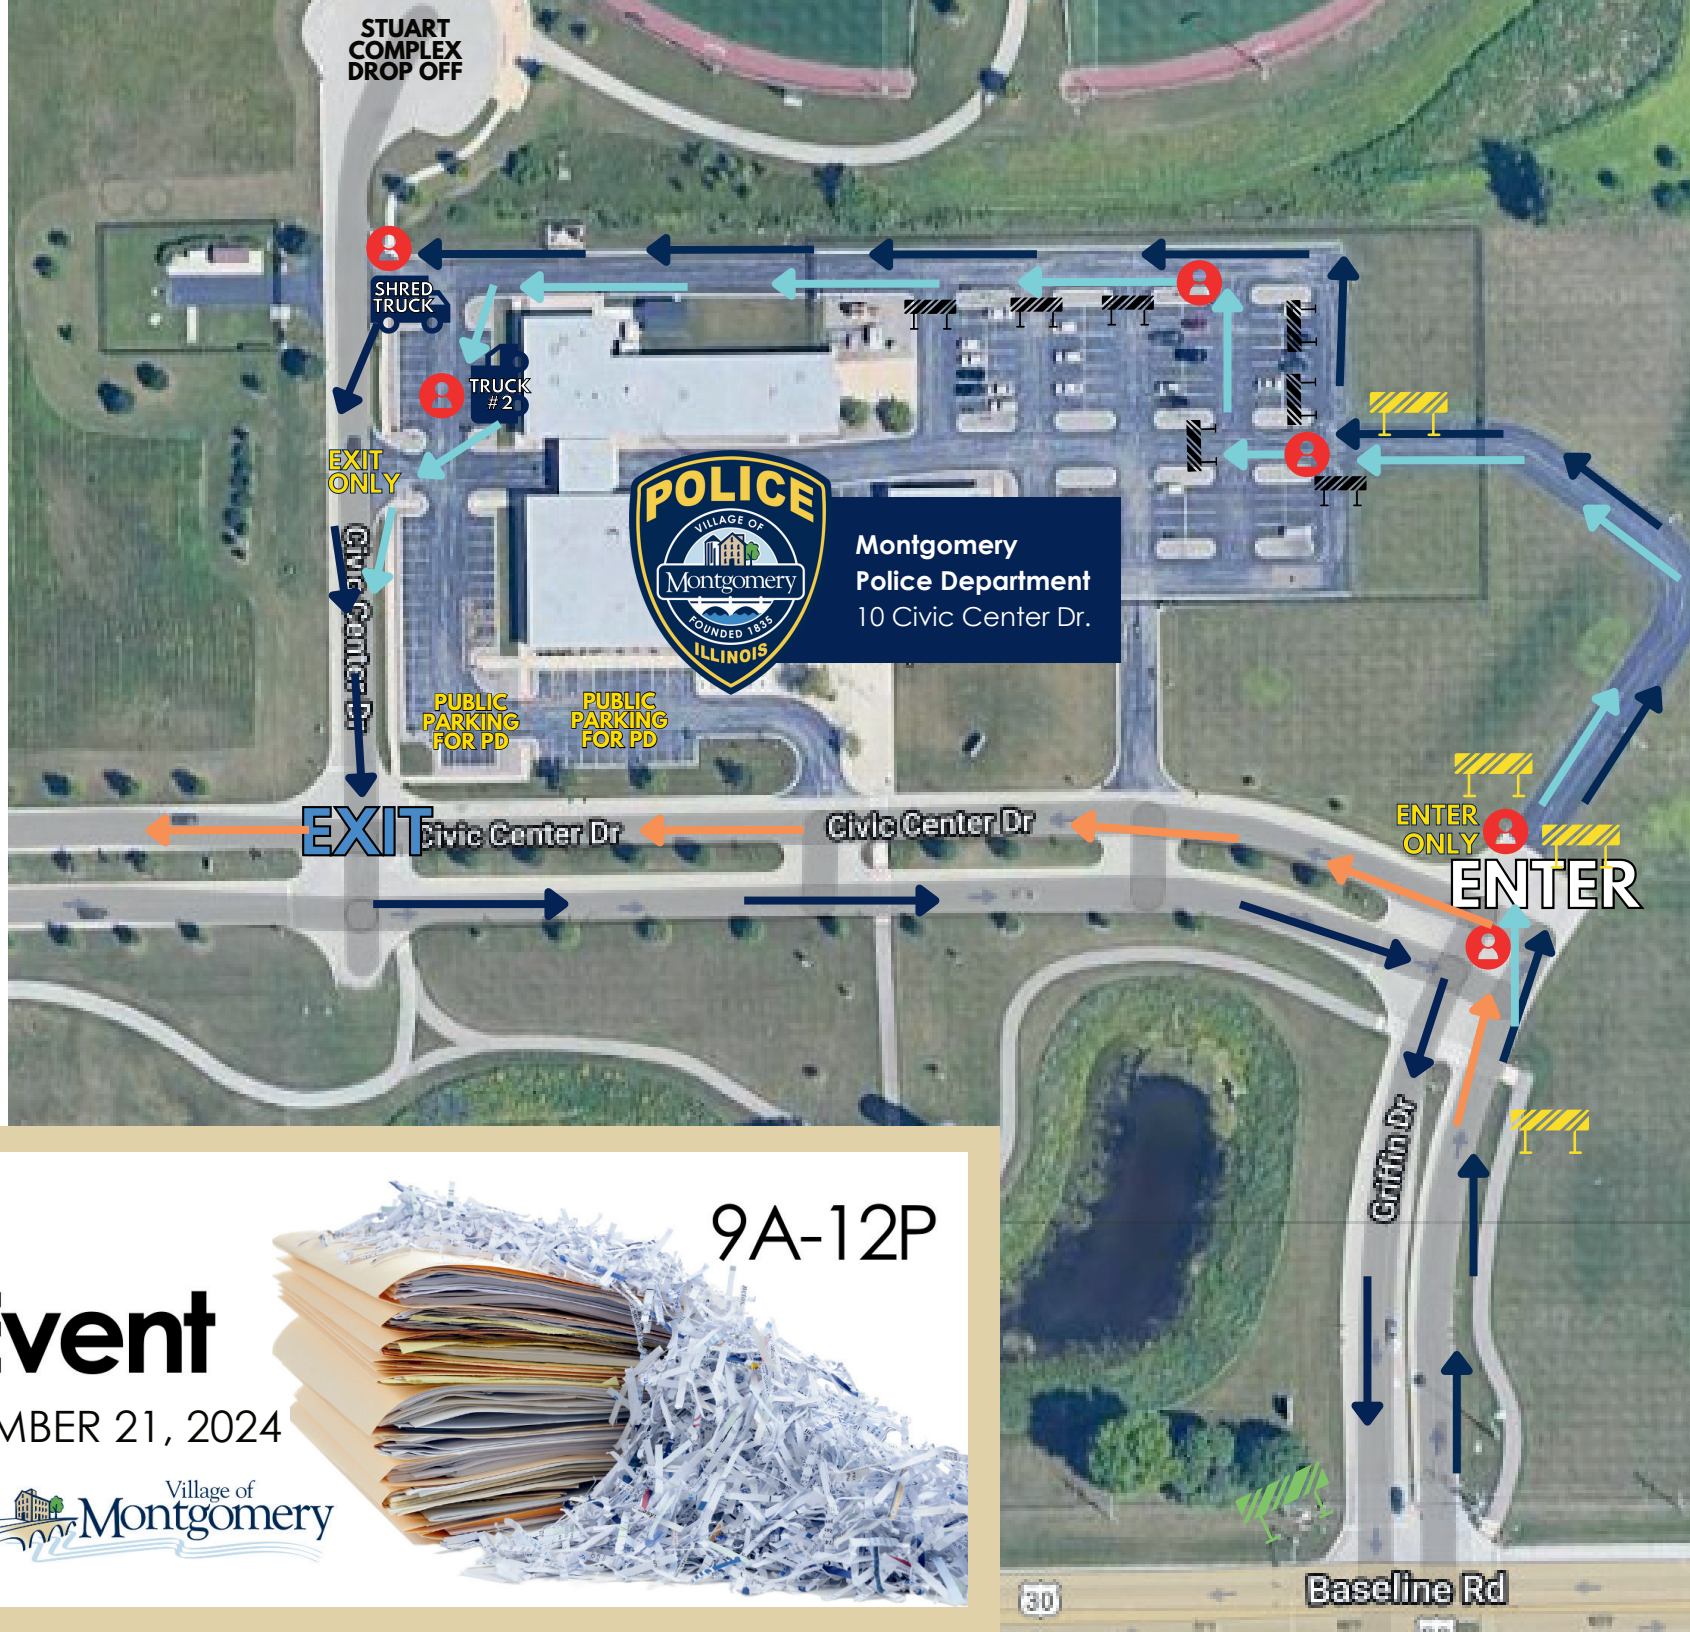 STUART
COMPLEX
DROP OFF
SHRED
TRUCK
TRUCK
#2
EXIT
ONLY
Civic Center Dr
POLICE
VILLAGE OF
Montgomery
FOUNDED 1835
ILLINOIS
Montgomery
Police Department
10 Civic Center Dr.
PUBLIC
PARKING
FOR PD
PUBLIC
PARKING
FOR PD
EXIT
Civic Center Dr
Civic Center Dr
ENTER
ONLY
ENTER
Griffin Dr
9A-12P
Event
MBER 21, 2024
Village of
Montgomery
30
Baseline Rd